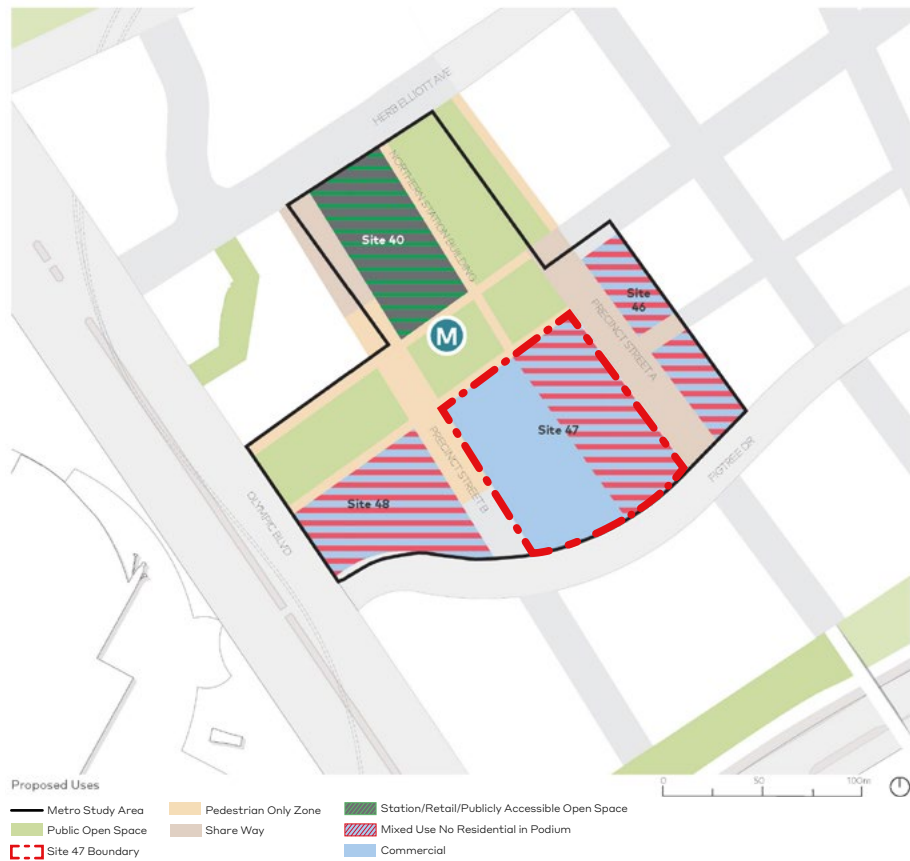 HERB ELLIOTT AVE
NORTHERN STATION BUILDING
Site 40
M
Site
46
PRECINCT STREET A
Site 47
PRECINCT STREET B
Site 48
OLYMPIC BLVD
FIGTREE DR
Proposed Uses
0 50 100m
Metro Study Area
Pedestrian Only Zone
Station/Retail/Publicly Accessible Open Space
Public Open Space
Share Way
Mixed Use No Residential in Podium
Site 47 Boundary
Commercial